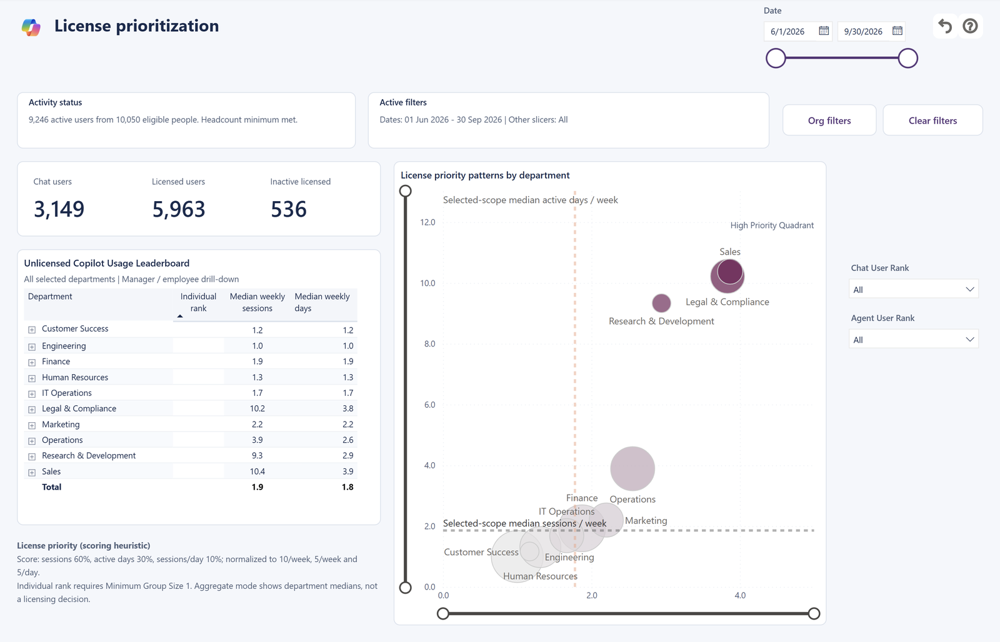 License prioritization
Date
6/1/2026
9/30/2026
Activity status
9,246 active users from 10,050 eligible people. Headcount minimum met.
Active filters
Dates: 01 Jun 2026 - 30 Sep 2026 | Other slicers: All
Org filters
Clear filters
Chat users
Licensed users
Inactive licensed
3,149
5,963
536
Unlicensed Copilot Usage Leaderboard
All selected departments | Manager / employee drill-down
Department
Individual rank
Median weekly sessions
Median weekly days
Customer Success 1.2 1.2
Engineering 1.0 1.0
Finance 1.9 1.9
Human Resources 1.3 1.3
IT Operations 1.7 1.7
Legal & Compliance 10.2 3.8
Marketing 2.2 2.2
Operations 3.9 2.6
Research & Development 9.3 2.9
Sales 10.4 3.9
Total 1.9 1.8
License priority (scoring heuristic)
Score: sessions 60%, active days 30%, sessions/day 10%; normalized to 10/week, 5/week and
5/day.
Individual rank requires Minimum Group Size 1. Aggregate mode shows department medians, not
a licensing decision.
License priority patterns by department
Selected-scope median active days / week
High Priority Quadrant
12.0
10.0
8.0
6.0
4.0
2.0
0.0
Sales
Legal & Compliance
Research & Development
Operations
Finance
IT Operations
Marketing
Selected-scope median sessions / week
Customer Success
Engineering
Human Resources
0.0
2.0
4.0
Chat User Rank
All
Agent User Rank
All